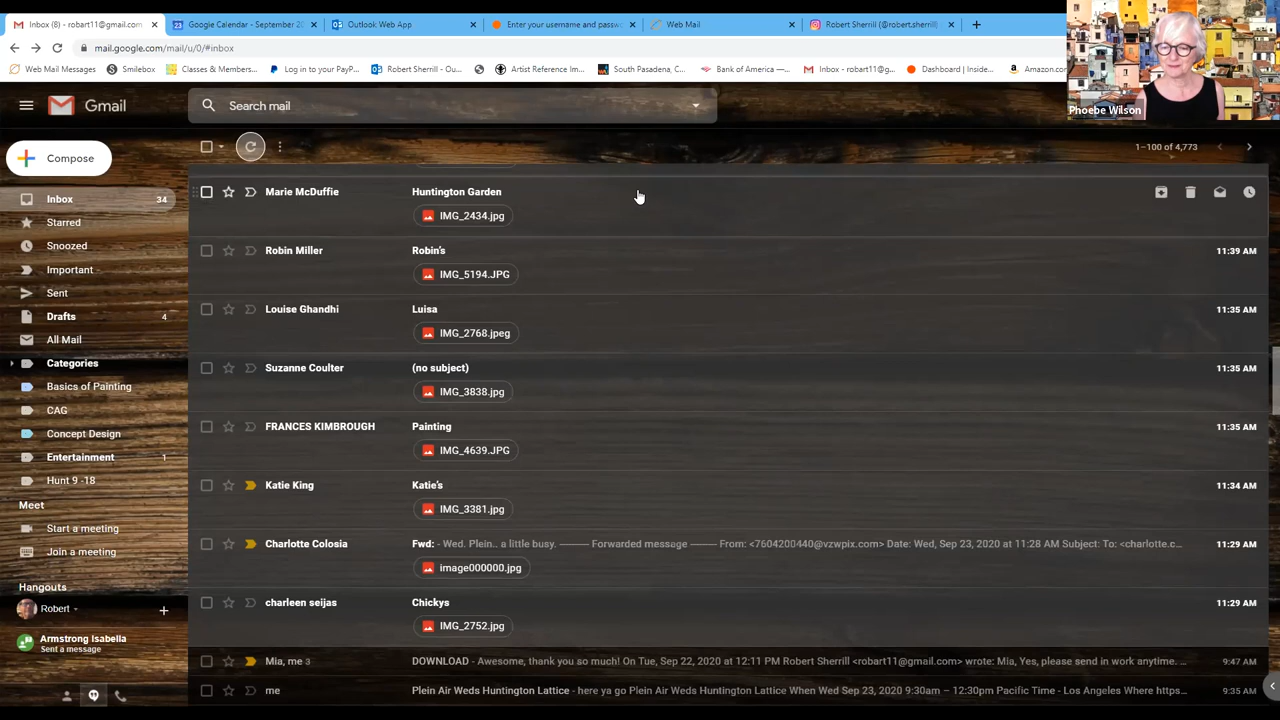 Inbox (8) - robart11@gmail.com
Google Calendar - September 20
Outlook Web App
Enter your username and passw
Web Mail
Robert Sherrill (@robert.sherrill)
mail.google.com/mail/u/0/#inbox
Web Mail Messages
Smilebox
Classes & Members...
Log in to your PayP...
Robert Sherrill - Ou...
Artist Reference Im...
South Pasadena, C...
Bank of America —...
Inbox - robart11@g...
Dashboard | Inside...
Amazon.com
Phoebe Wilson
Gmail
Search mail
Compose
1–100 of 4,773
Inbox 34
Starred
Snoozed
Important
Sent
Drafts 4
All Mail
Categories
Basics of Painting
CAG
Concept Design
Entertainment 1
Hunt 9 -18
Meet
Start a meeting
Join a meeting
Hangouts
Robert
Armstrong Isabella
Sent a message
Marie McDuffie Huntington Garden
IMG_2434.jpg
Robin Miller Robin's 11:39 AM
IMG_5194.JPG
Louise Ghandhi Luisa 11:35 AM
IMG_2768.jpeg
Suzanne Coulter (no subject) 11:35 AM
IMG_3838.jpg
FRANCES KIMBROUGH Painting 11:35 AM
IMG_4639.JPG
Katie King Katie's 11:34 AM
IMG_3381.jpg
Charlotte Colosia Fwd: - Wed. Plein.. a little busy. ——— Forwarded message ——— From: <7604200440@vzwpix.com> Date: Wed, Sep 23, 2020 at 11:28 AM Subject: To: <charlotte.c... 11:29 AM
image000000.jpg
charleen seijas Chickys 11:29 AM
IMG_2752.jpg
Mia, me 3 DOWNLOAD - Awesome, thank you so much! On Tue, Sep 22, 2020 at 12:11 PM Robert Sherrill <robart11@gmail.com> wrote: Mia, Yes, please send in work anytime. ... 9:47 AM
me Plein Air Weds Huntington Lattice - here ya go Plein Air Weds Huntington Lattice When Wed Sep 23, 2020 9:30am – 12:30pm Pacific Time - Los Angeles Where https... 9:35 AM